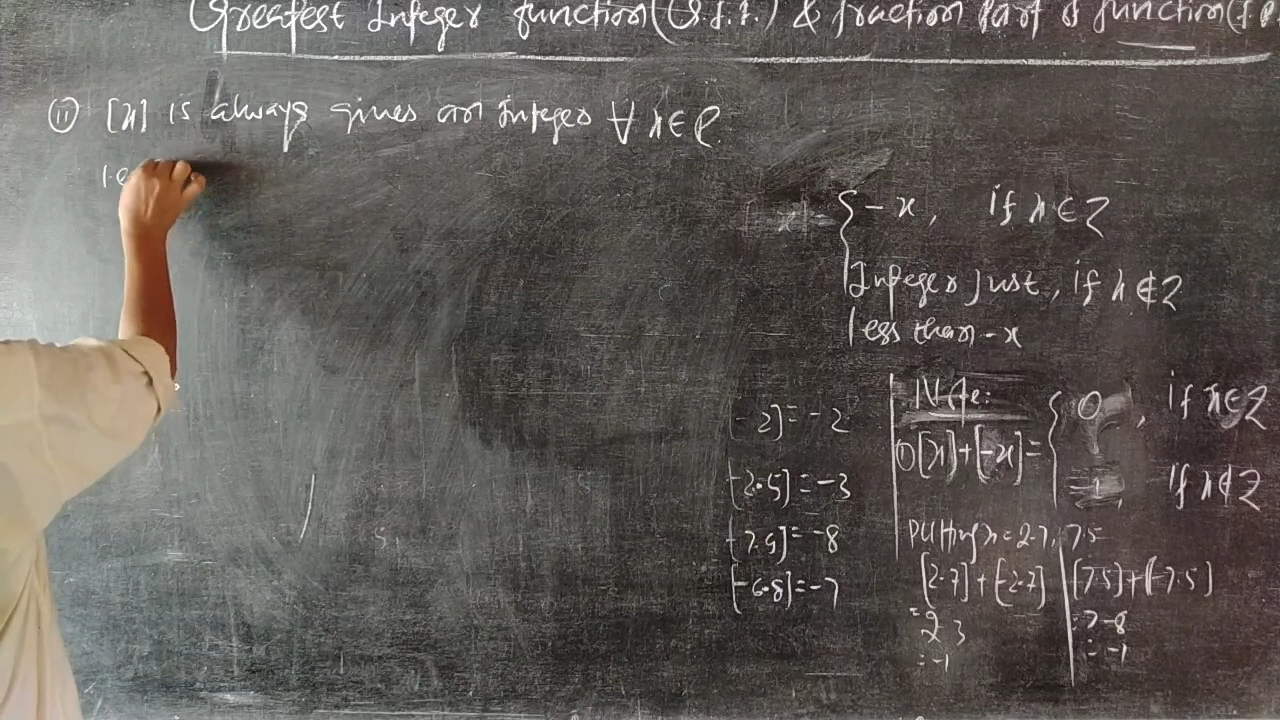 Greatest Integer function(G.I.F.) & fraction Part of function(F.P
(ii) [x] is always gives an Integer ∀ x∈R
i.e
[-x]= { -x, if x∈Z
Integer just, if x∉Z
less than -x
-2]=-2
[-2.5]=-3
[-7.5]=-8
[-6.8]=-7
Note:
① [x]+[-x]= { 0, if x∈Z
-1, if x∉Z
Putting x=2.7, 7.5
[2.7]+[-2.7] [7.5]+[-7.5]
=2-3 =7-8
=-1 =-1